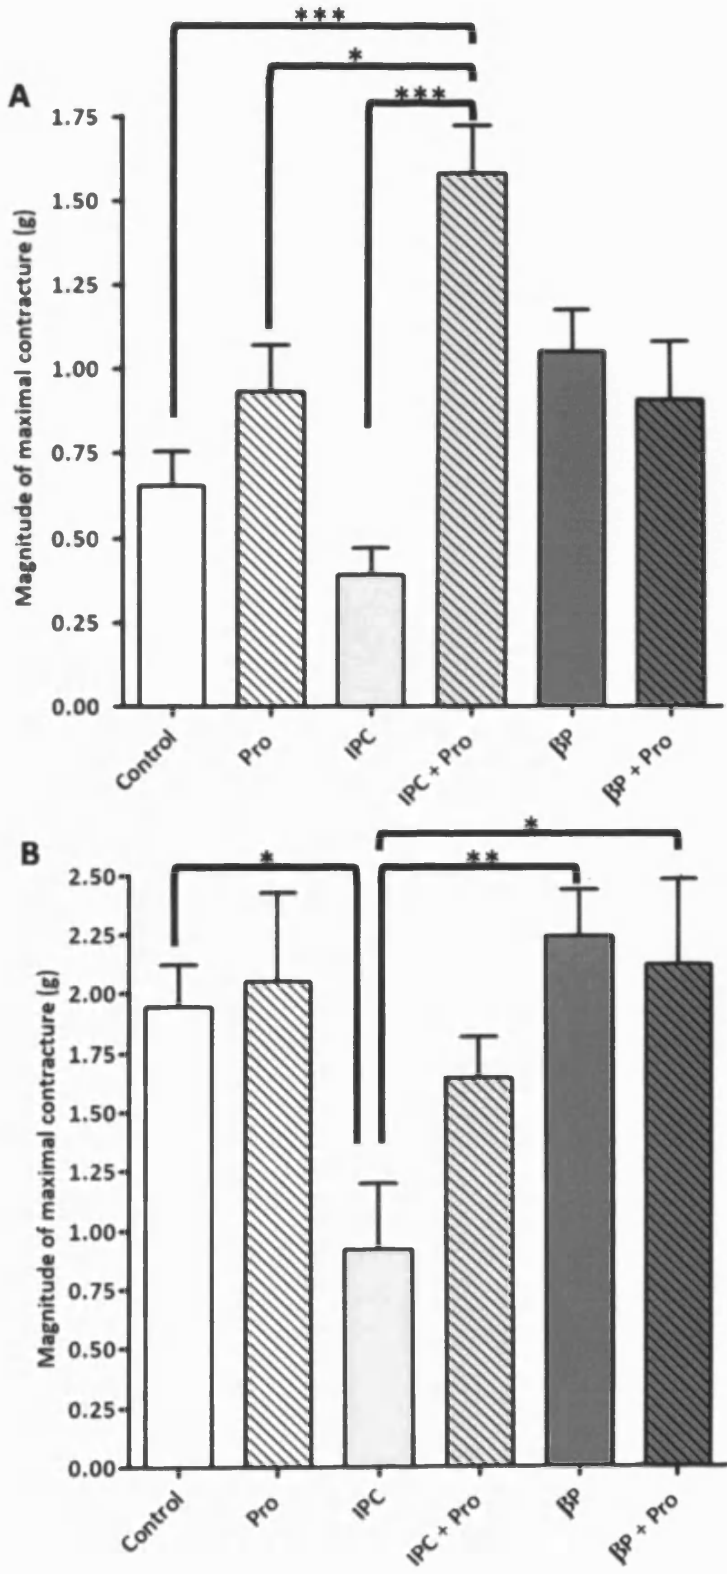 ***
*
***
A
1.75
1.50
1.25
1.00
0.75
0.50
0.25
0.00
Magnitude of maximal contracture (g)
Control
Pro
IPC
IPC + Pro
βP
βP + Pro
*
B
*
**
2.50
2.25
2.00
1.75
1.50
1.25
1.00
0.75
0.50
0.25
0.00
Magnitude of maximal contracture (g)
Control
Pro
IPC
IPC + Pro
βP
βP + Pro